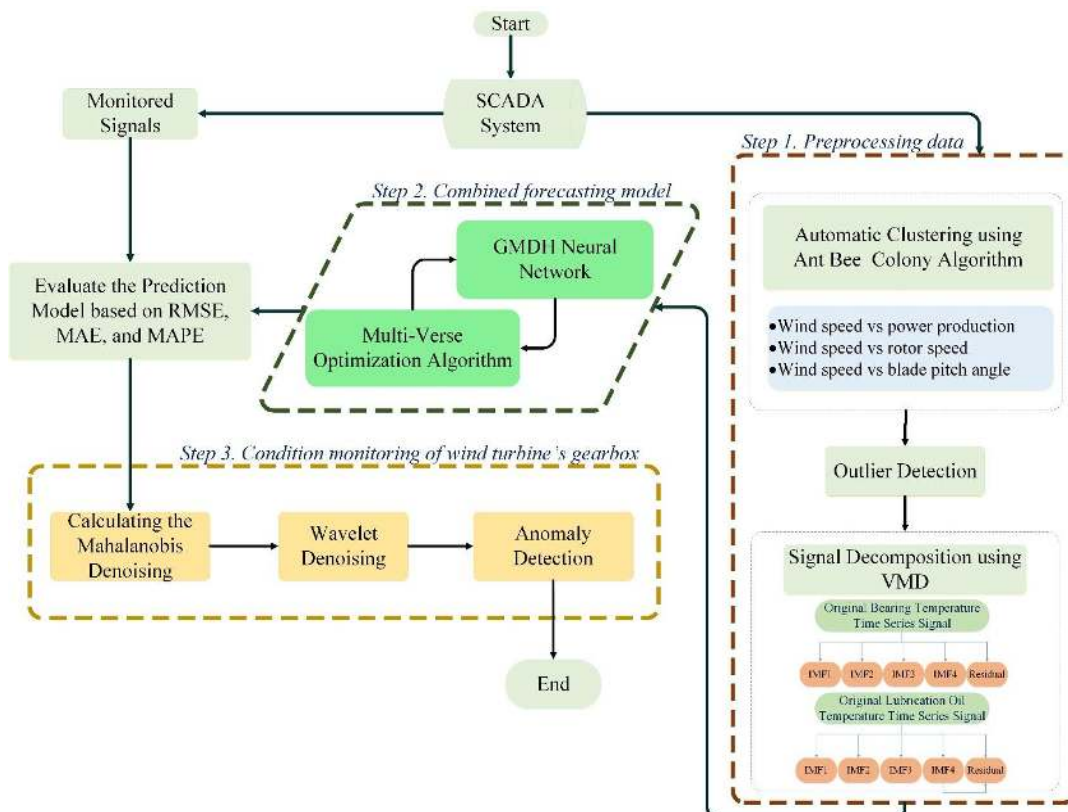 Start
SCADA
System
Monitored
Signals
Step 1. Preprocessing data
Automatic Clustering using
Ant Bee Colony Algorithm
•Wind speed vs power production
•Wind speed vs rotor speed
•Wind speed vs blade pitch angle
Outlier Detection
Signal Decomposition using
VMD
Original Bearing Temperature
Time Series Signal
IMF1 IMF2 IMF3 IMF4 Residual
Original Lubrication Oil
Temperature Time Series Signal
IMF1 IMF2 IMF3 IMF4 Residual
Step 2. Combined forecasting model
GMDH Neural
Network
Multi-Verse
Optimization Algorithm
Evaluate the Prediction
Model based on RMSE,
MAE, and MAPE
Step 3. Condition monitoring of wind turbine's gearbox
Calculating the
Mahalanobis
Denoising
Wavelet
Denoising
Anomaly
Detection
End